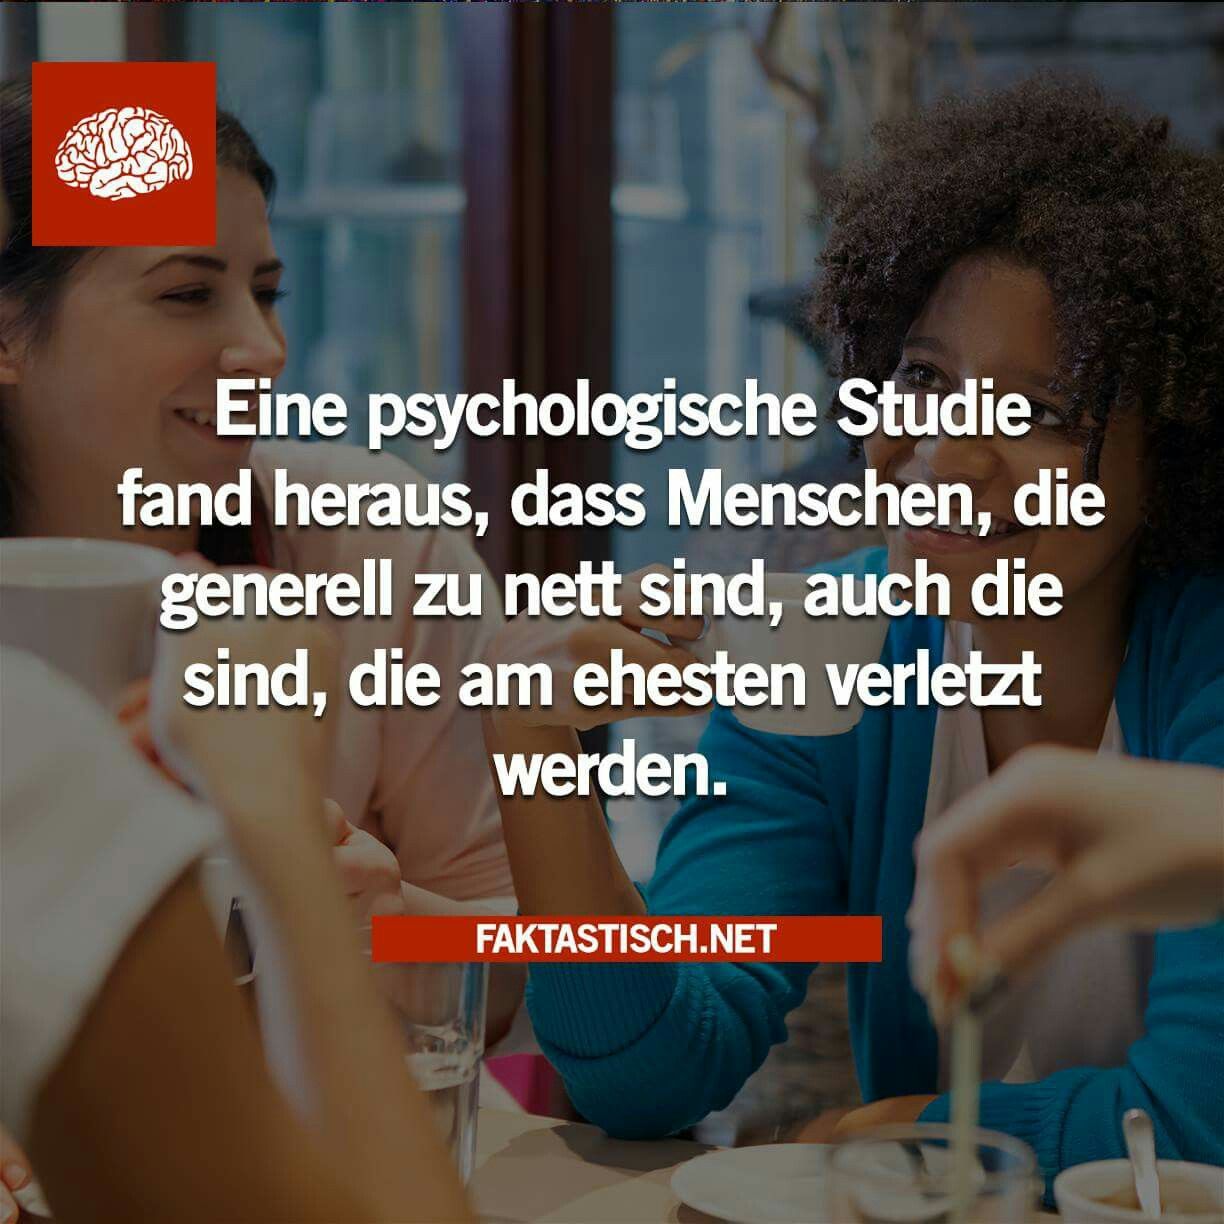 Eine psychologische Studie
fand heraus, dass Menschen, die
generell zu nett sind, auch die
sind, die am ehesten verletzt
werden.
FAKTASTISCH.NET